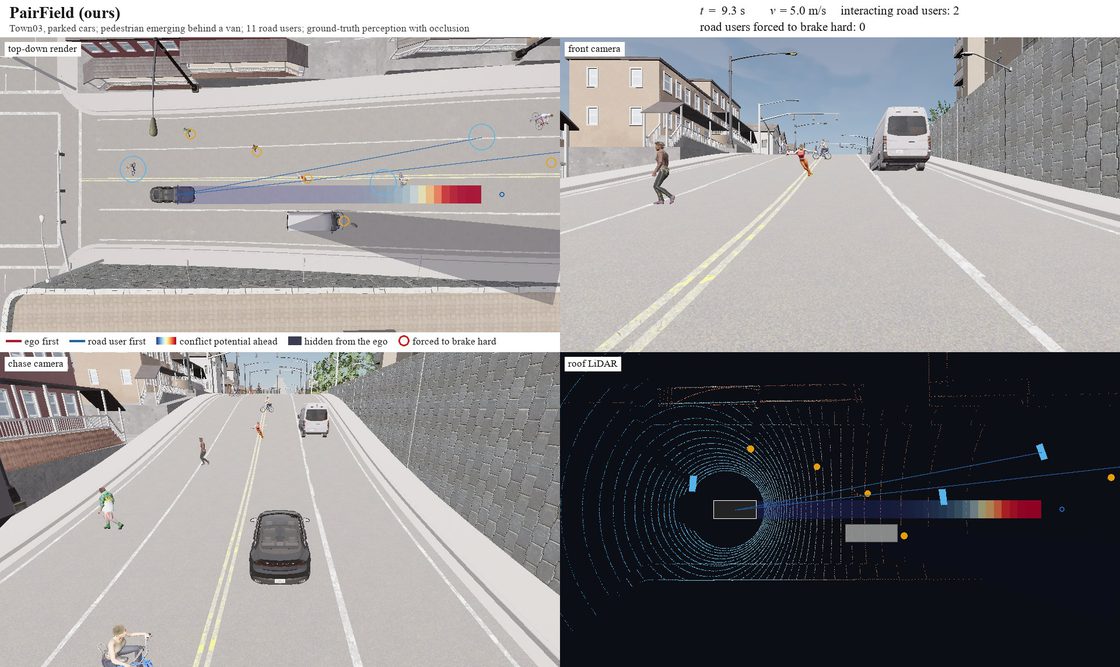 PairField (ours)
Town03, parked cars; pedestrian emerging behind a van; 11 road users; ground-truth perception with occlusion
t = 9.3 s v = 5.0 m/s interacting road users: 2
road users forced to brake hard: 0
top-down render
front camera
ego first road user first conflict potential ahead hidden from the ego forced to brake hard
chase camera
roof LiDAR